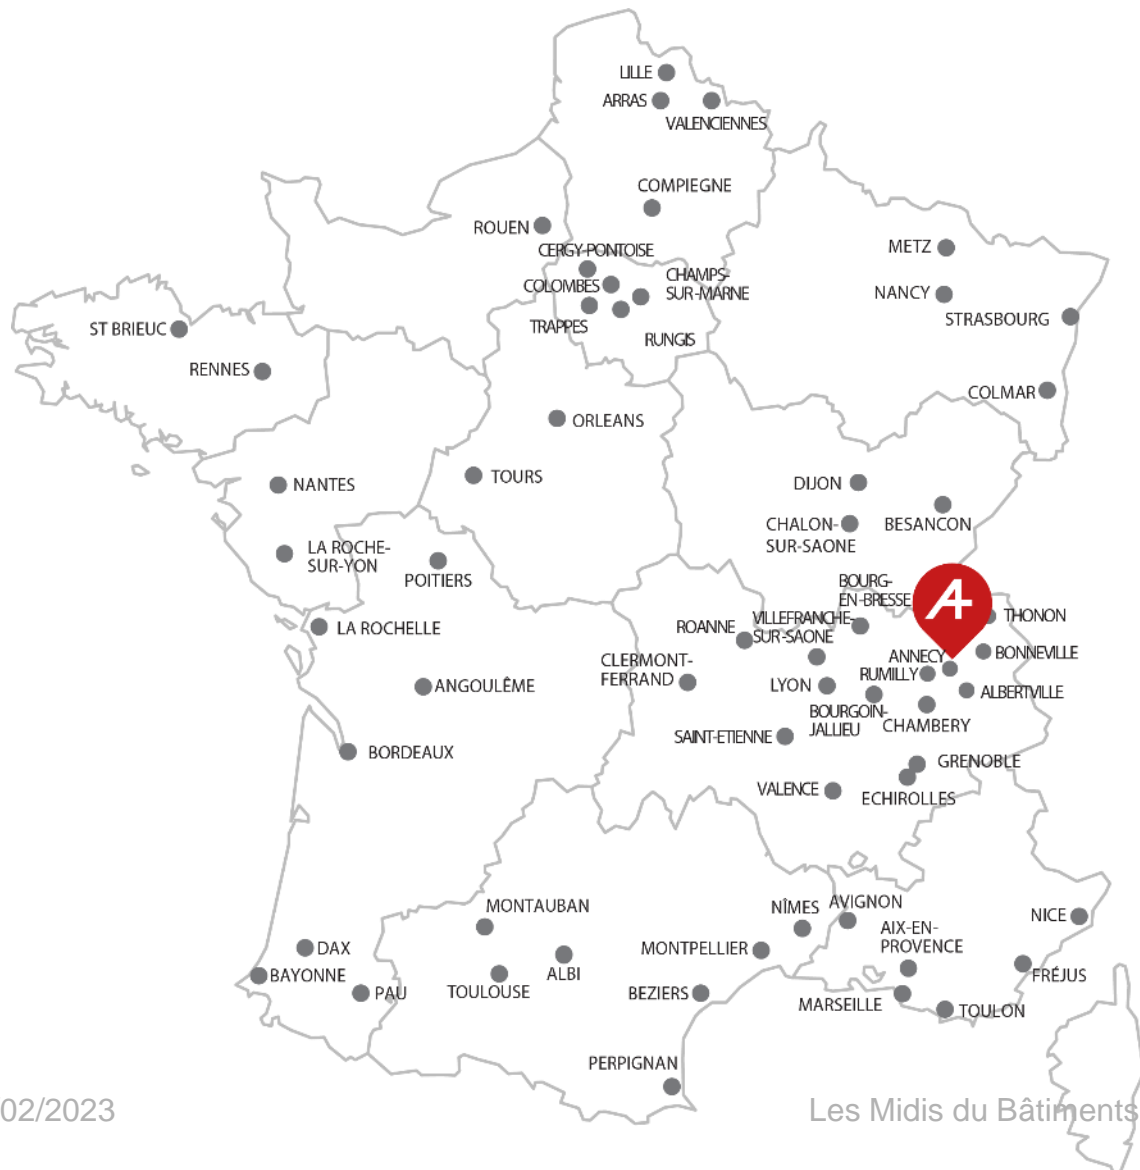 LILLE
ARRAS
VALENCIENNES
COMPIEGNE
ROUEN
CERGY-PONTOISE
COLOMBES
CHAMPS-
SUR-MARNE
TRAPPES
RUNGIS
METZ
NANCY
STRASBOURG
COLMAR
ST BRIEUC
RENNES
ORLEANS
TOURS
NANTES
LA ROCHE-
SUR-YON
POITIERS
DIJON
BESANCON
CHALON-
SUR-SAONE
BOURG-
EN-BRESSE
A
THONON
LA ROCHELLE
ROANNE
VILLEFRANCHE-
SUR-SAONE
ANNECY
BONNEVILLE
CLERMONT-
FERRAND
RUMILLY
ANGOULÊME
LYON
ALBERTVILLE
BOURGOIN-
JALLIEU
CHAMBERY
SAINT-ETIENNE
BORDEAUX
GRENOBLE
VALENCE
ECHIROLLES
MONTAUBAN
NÎMES
AVIGNON
NICE
AIX-EN-
PROVENCE
DAX
MONTPELLIER
ALBI
BAYONNE
PAU
TOULOUSE
BEZIERS
FRÉJUS
MARSEILLE
TOULON
PERPIGNAN
02/2023
Les Midis du Bâtiments